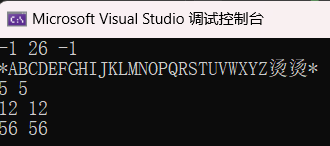 Microsoft Visual Studio 调试控制台
-1 26 -1
*ABCDEFGHIJKLMNOPQRSTUVWXYZ烫烫*
5 5
12 12
56 56